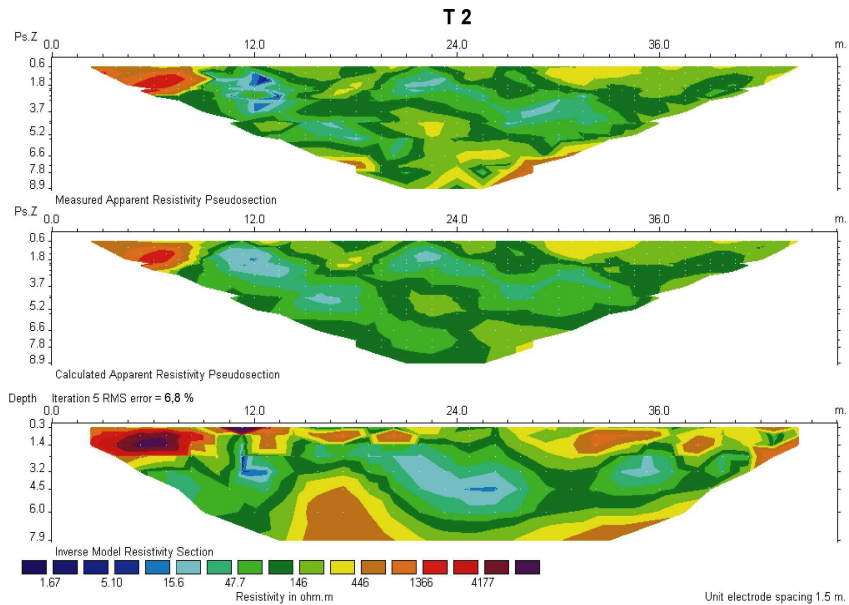 T 2
Ps.Z 0.0 12.0 24.0 36.0 m.
0.6
1.8
3.7
5.2
6.6
7.8
8.9
Measured Apparent Resistivity Pseudosection
Ps.Z 0.0 12.0 24.0 36.0 m.
0.6
1.8
3.7
5.2
6.6
7.8
8.9
Calculated Apparent Resistivity Pseudosection
Depth Iteration 5 RMS error = 6,8 %
0.0 12.0 24.0 36.0 m.
0.3
1.4
3.2
4.5
6.0
7.9
Inverse Model Resistivity Section
1.67 5.10 15.6 47.7 146 446 1366 4177
Resistivity in ohm.m Unit electrode spacing 1.5 m.